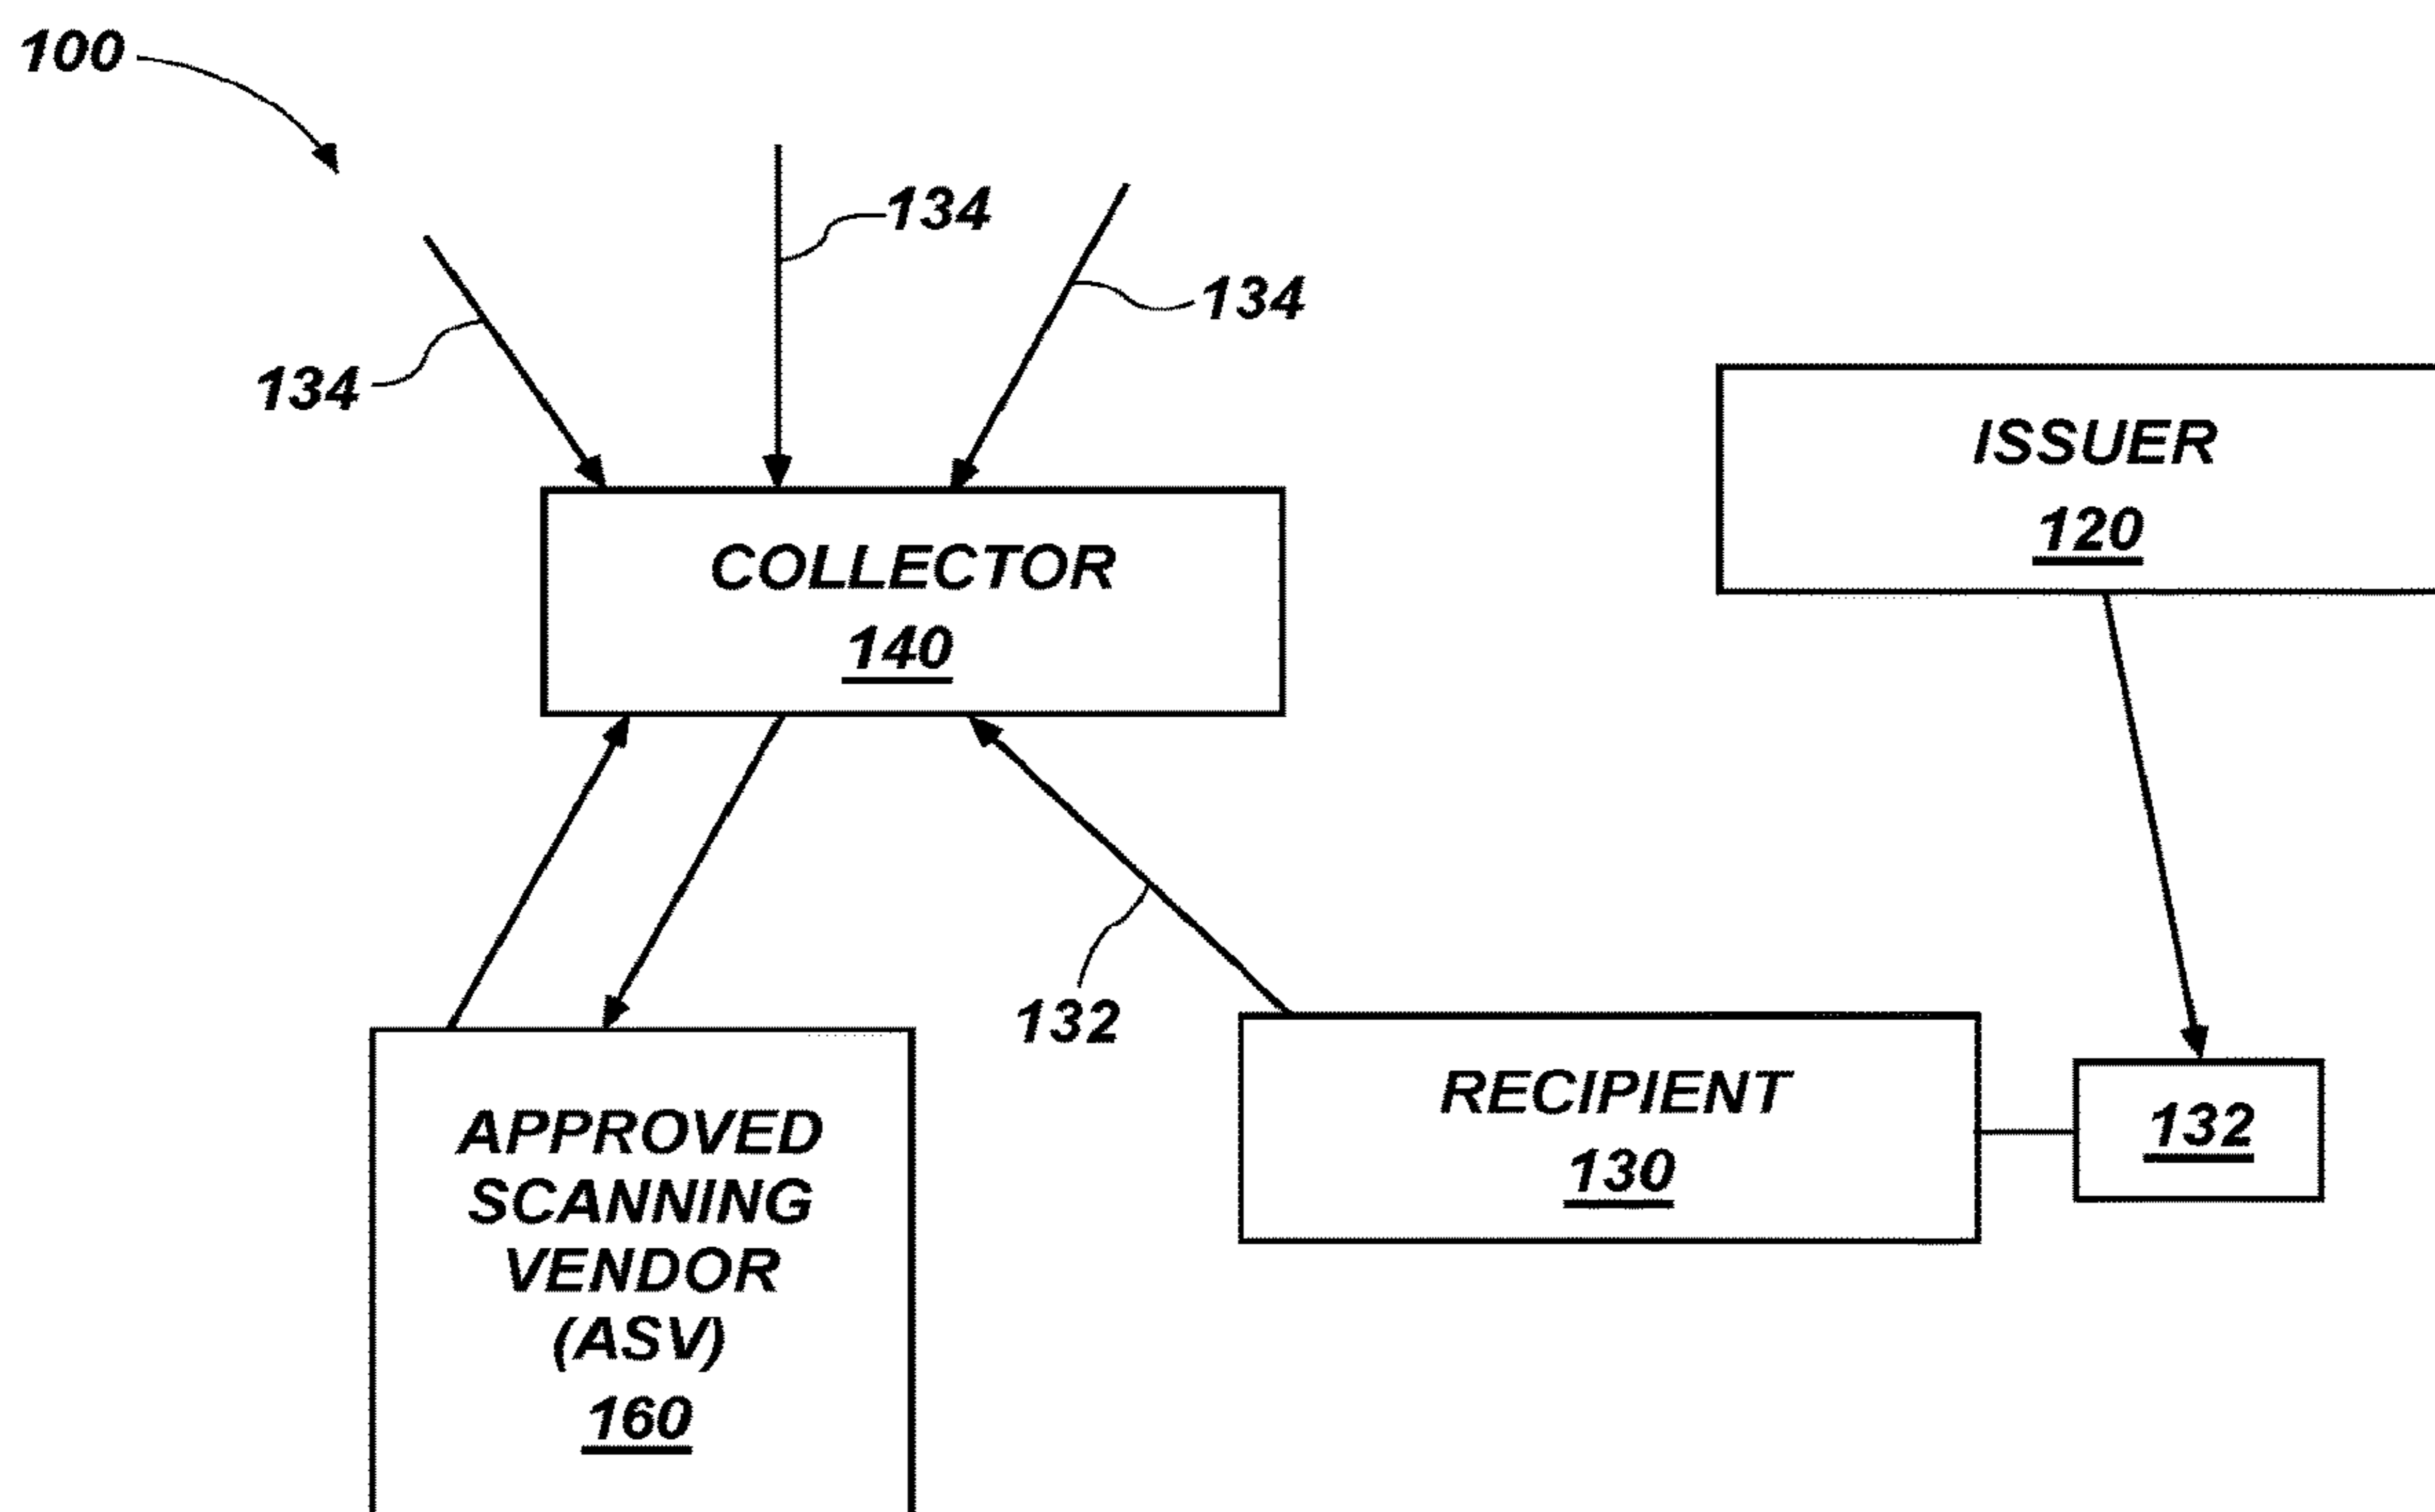 100
134
134
134
ISSUER
120
COLLECTOR
140
132
RECIPIENT
130
132
APPROVED
SCANNING
VENDOR
(ASV)
160